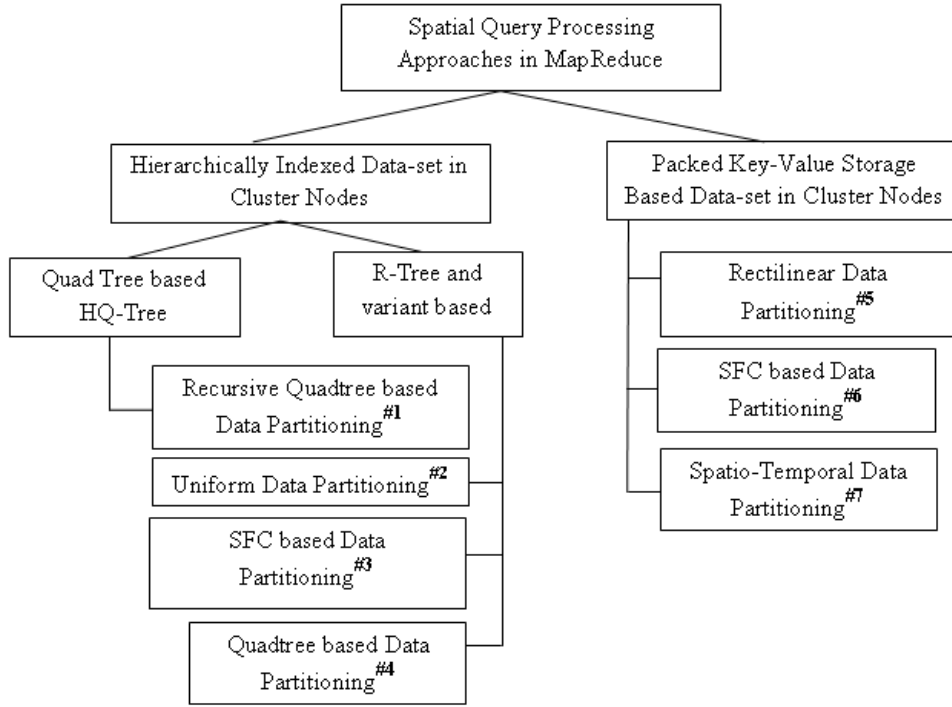 Spatial Query Processing
Approaches in MapReduce
Hierarchically Indexed Data-set in
Cluster Nodes
Packed Key-Value Storage
Based Data-set in Cluster Nodes
Quad Tree based
HQ-Tree
R-Tree and
variant based
Rectilinear Data
Partitioning#5
Recursive Quadtree based
Data Partitioning#1
SFC based Data
Partitioning#6
Uniform Data Partitioning#2
Spatio-Temporal Data
Partitioning#7
SFC based Data
Partitioning#3
Quadtree based Data
Partitioning#4